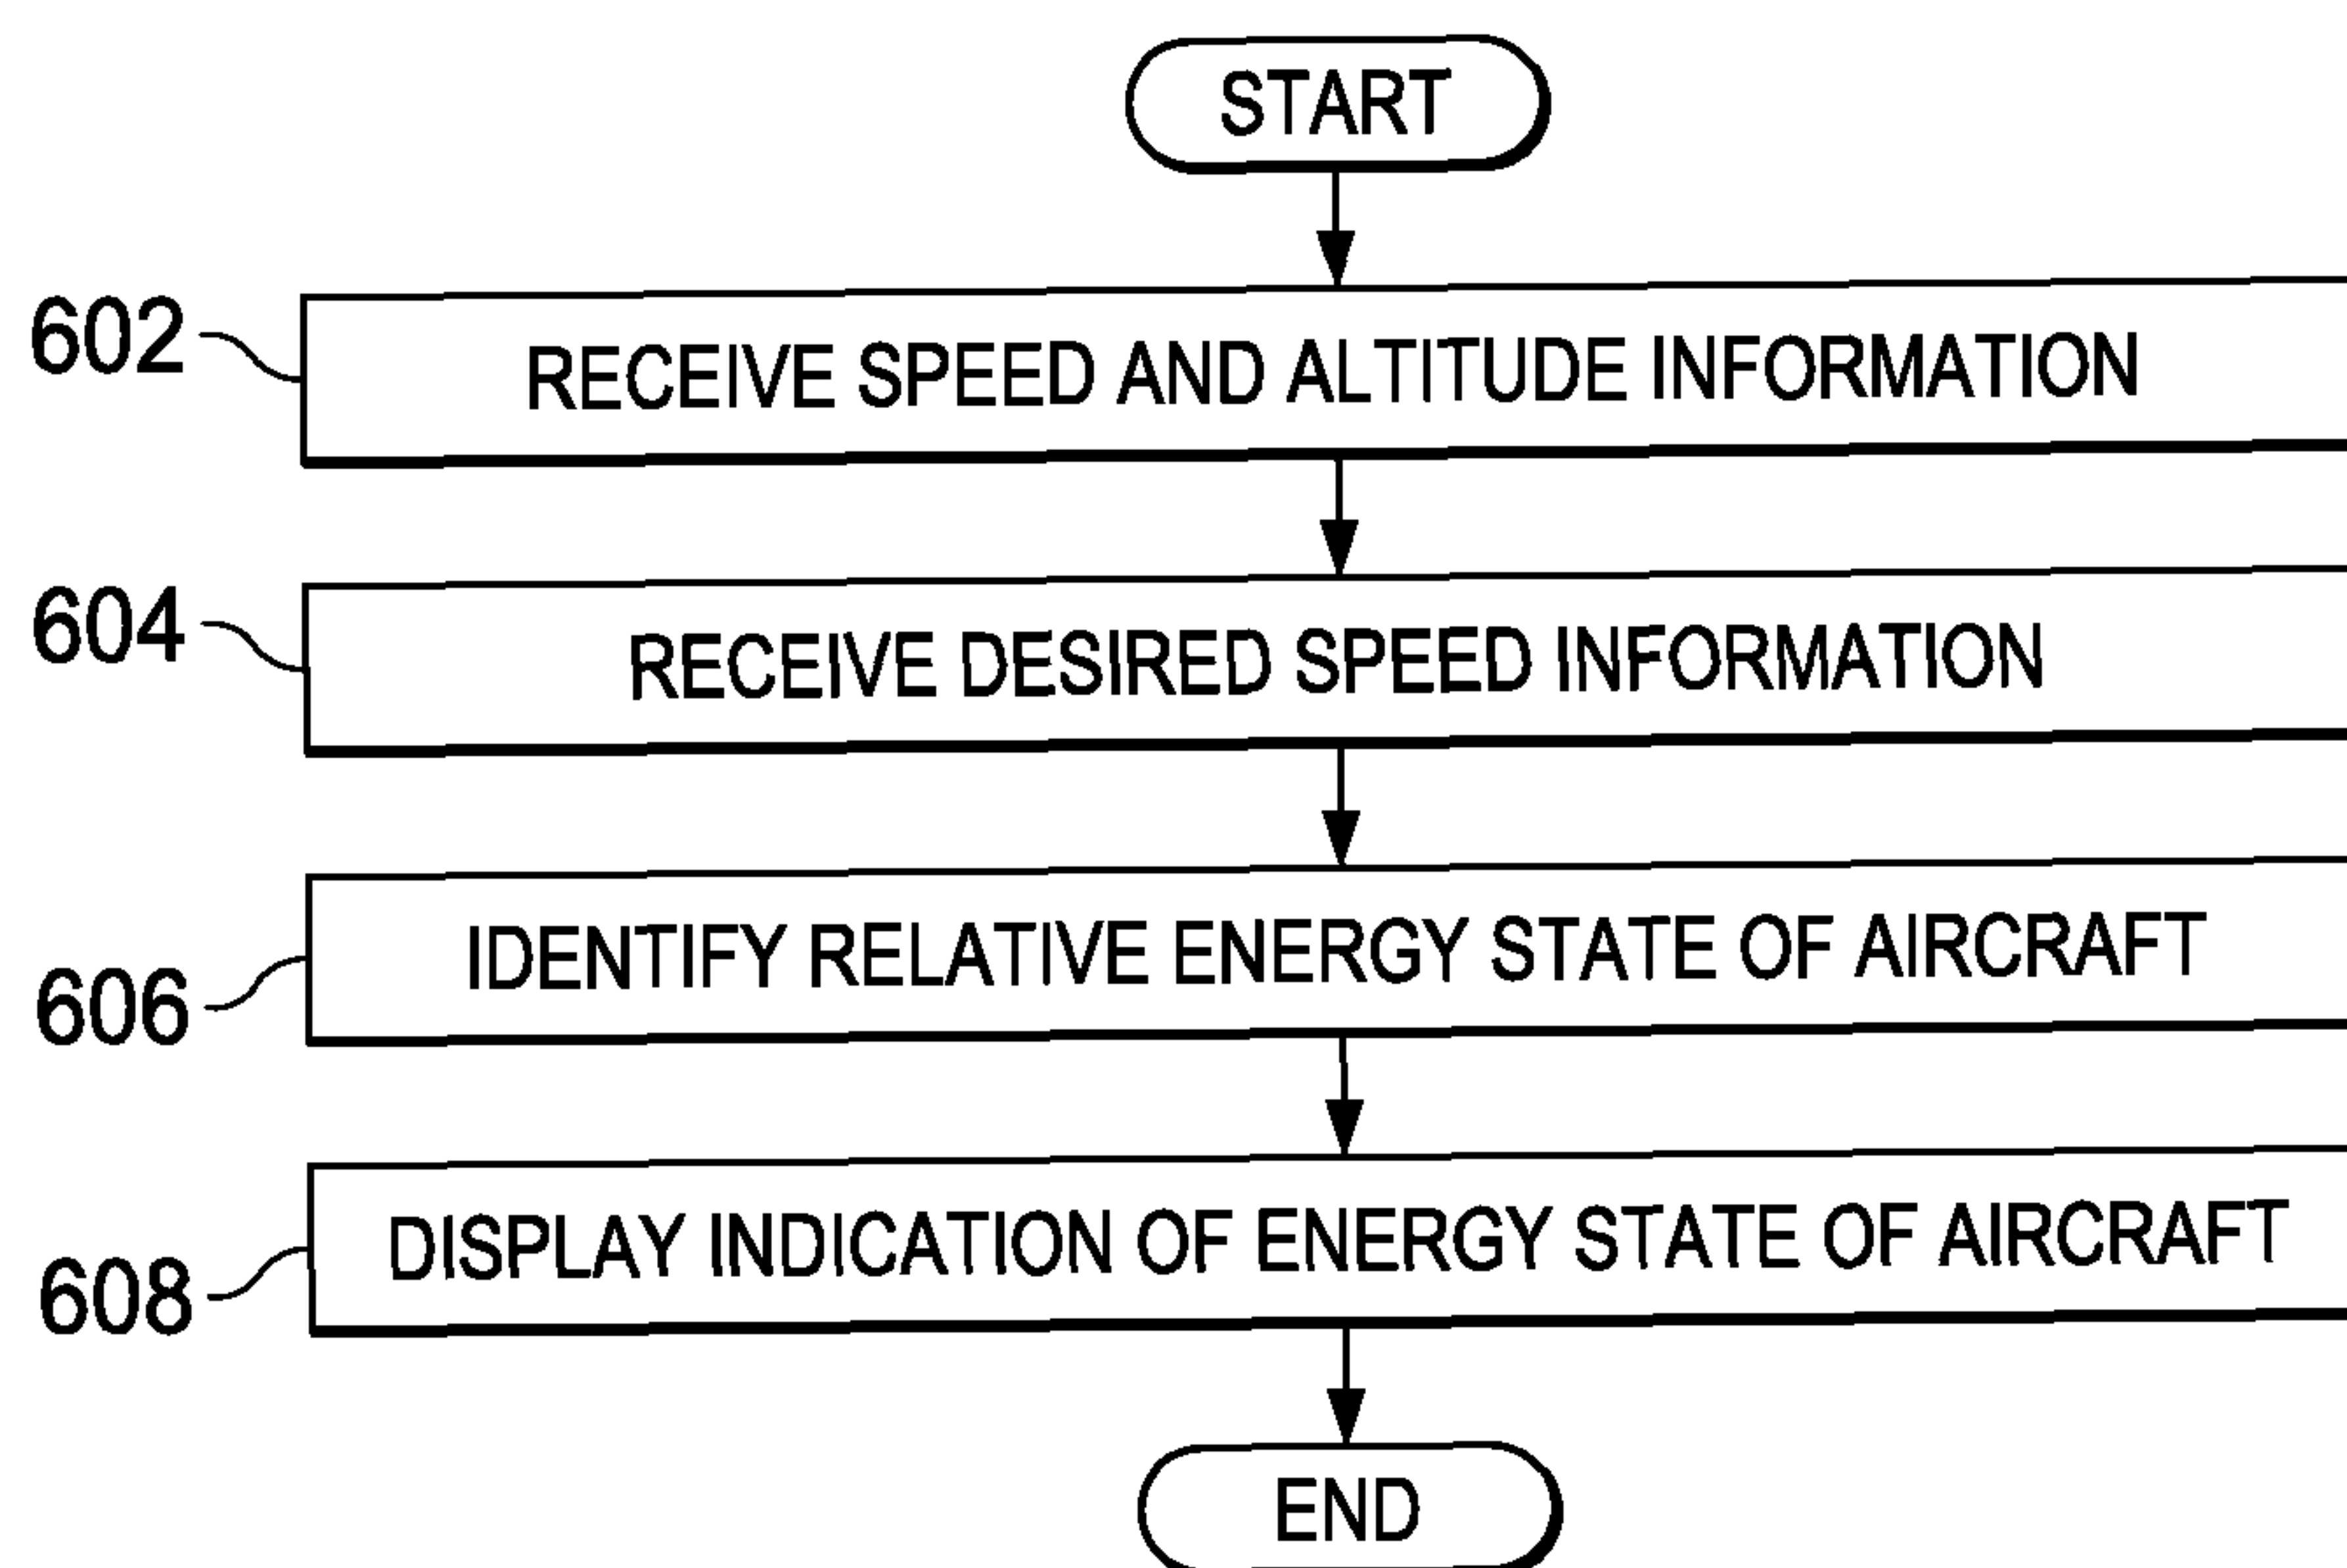 START
602
RECEIVE SPEED AND ALTITUDE INFORMATION
604
RECEIVE DESIRED SPEED INFORMATION
606
IDENTIFY RELATIVE ENERGY STATE OF AIRCRAFT
608
DISPLAY INDICATION OF ENERGY STATE OF AIRCRAFT
END